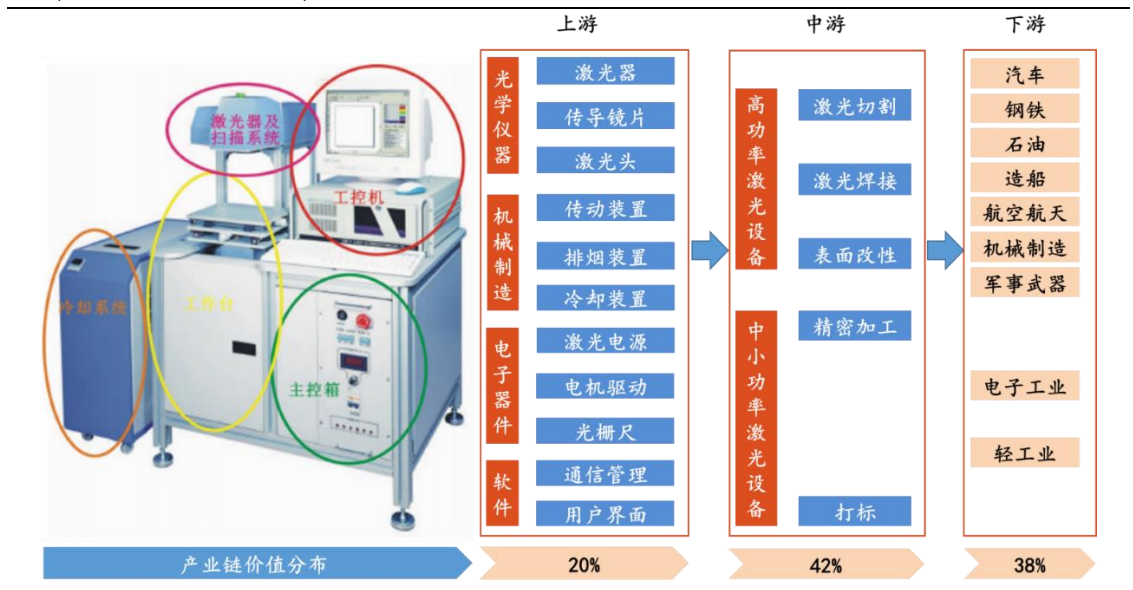 上游
中游
下游
激光器及
扫描系统
工控机
冷却系统
工作台
主控箱
光学仪器
激光器
传导镜片
激光头
机械制造
传动装置
排烟装置
冷却装置
电子器件
激光电源
电机驱动
光栅尺
软件
通信管理
用户界面
高功率激光设备
激光切割
激光焊接
表面改性
中小功率激光设备
精密加工
打标
汽车
钢铁
石油
造船
航空航天
机械制造
军事武器
电子工业
轻工业
产业链价值分布
20%
42%
38%